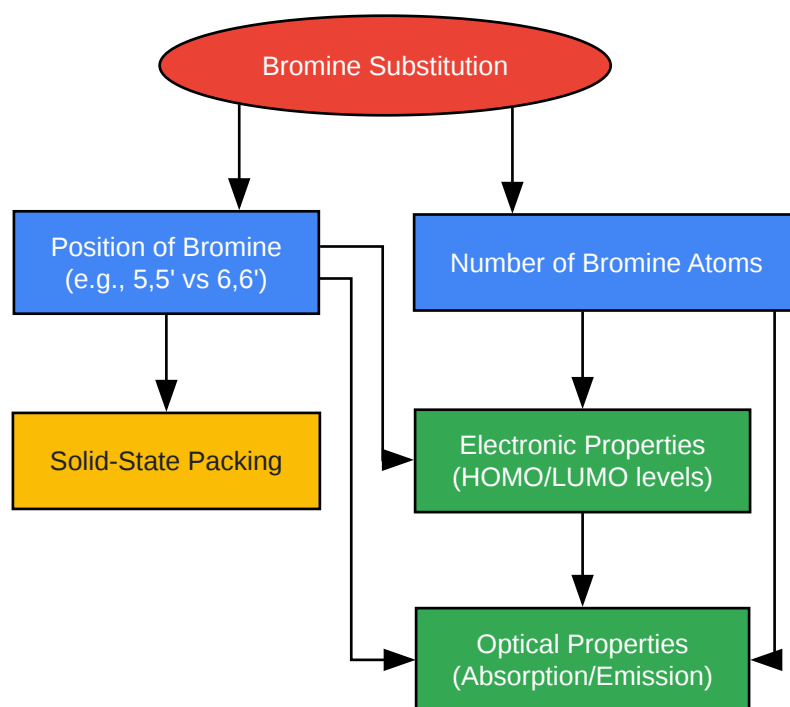 Bromine Substitution
Position of Bromine
(e.g., 5,5' vs 6,6')
Number of Bromine Atoms
Solid-State Packing
Electronic Properties
(HOMO/LUMO levels)
Optical Properties
(Absorption/Emission)